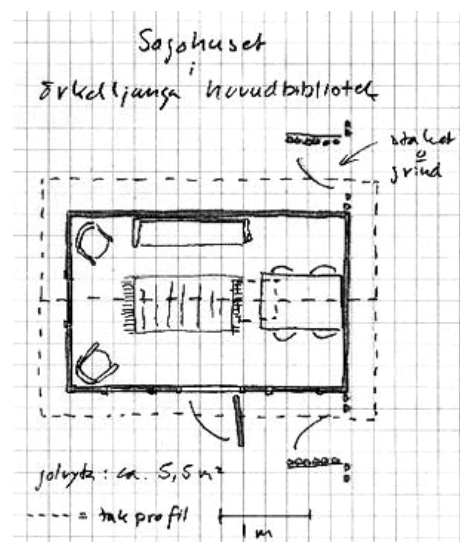 Sagohuset
i
Örkelljunga huvudbibliotek
staket
o
grind
golvyta: ca. 5,5 m²
---- = takprofil
1 m